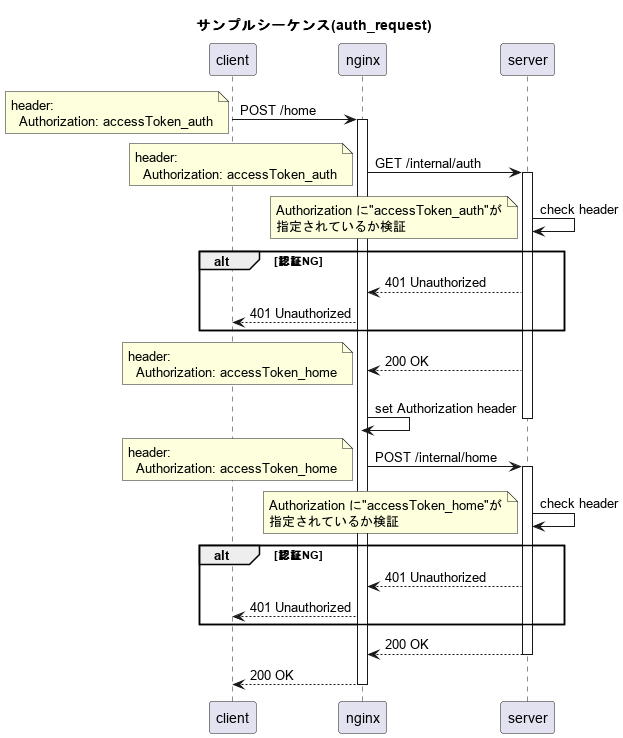 サンプルシーケンス(auth_request)
client
nginx
server
header:
Authorization: accessToken_auth
POST /home
header:
Authorization: accessToken_auth
GET /internal/auth
Authorization に"accessToken_auth"が
指定されているか検証
check header
alt
[認証NG]
401 Unauthorized
401 Unauthorized
header:
Authorization: accessToken_home
200 OK
set Authorization header
header:
Authorization: accessToken_home
POST /internal/home
Authorization に"accessToken_home"が
指定されているか検証
check header
alt
[認証NG]
401 Unauthorized
401 Unauthorized
200 OK
200 OK
client
nginx
server